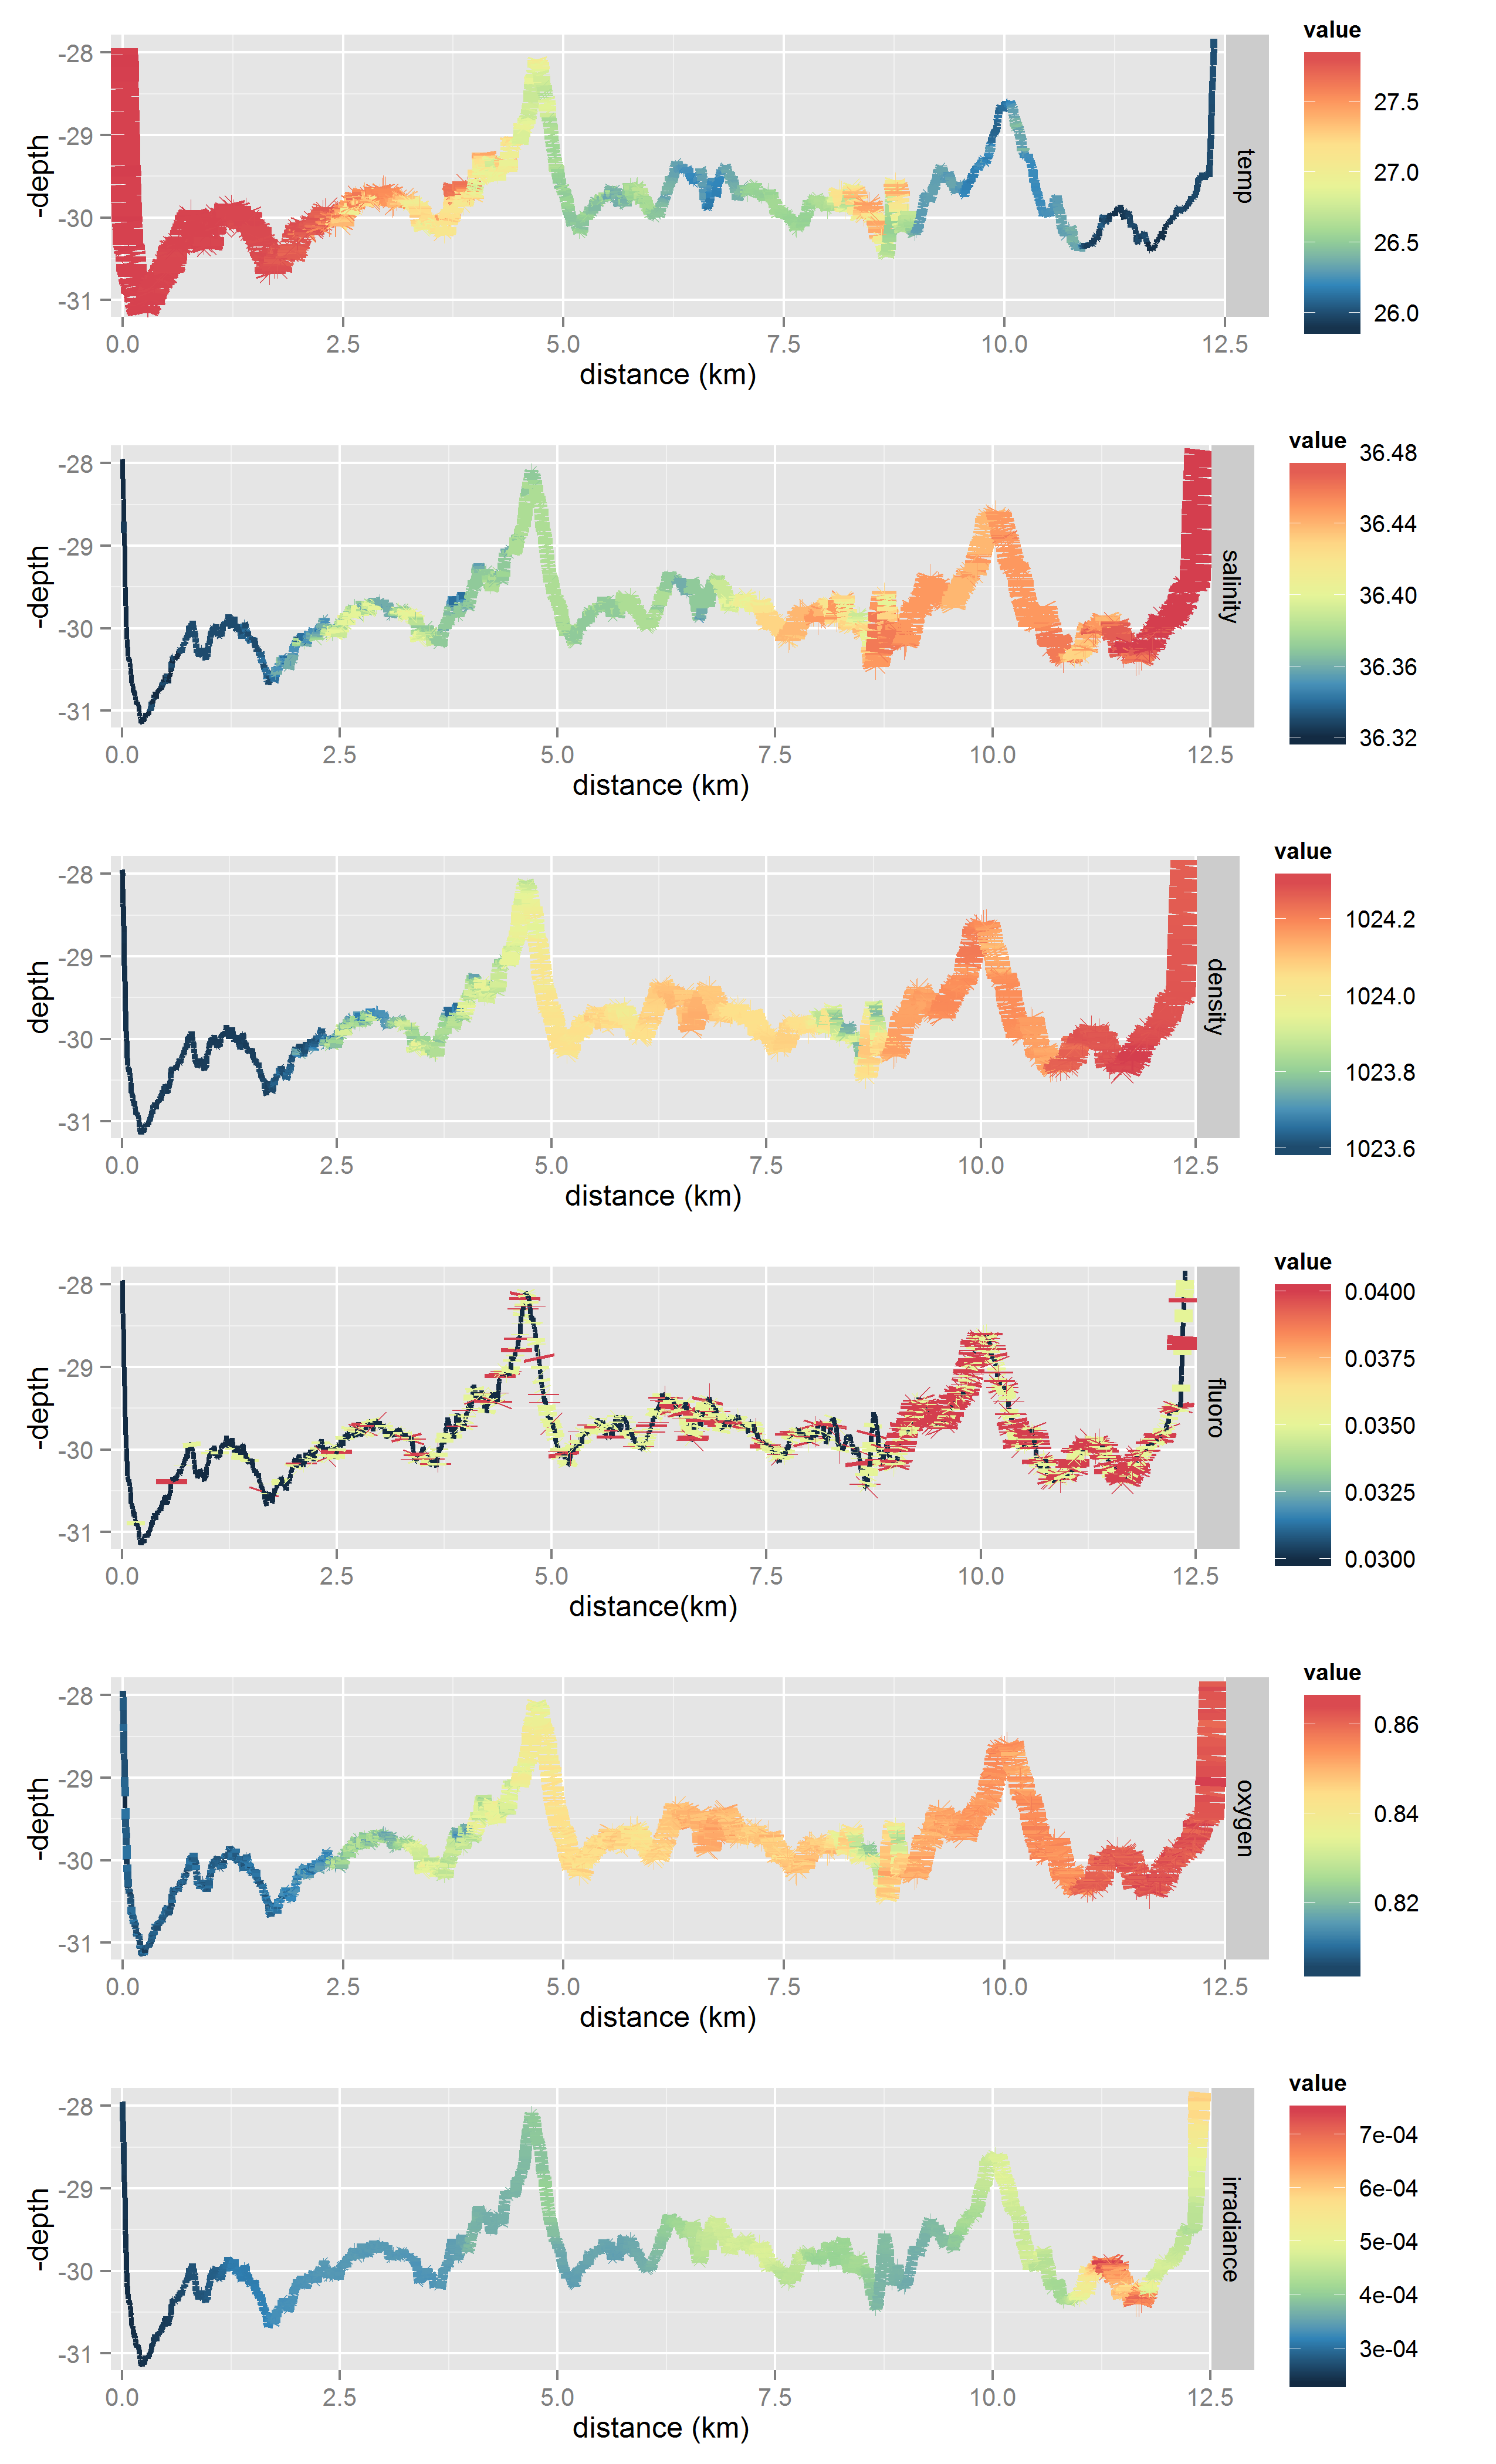 value
-28
-29
-30
-31
-depth
temp
27.5
27.0
26.5
26.0
0.0 2.5 5.0 7.5 10.0 12.5
distance (km)
value
-28
-29
-30
-31
-depth
salinity
36.48
36.44
36.40
36.36
36.32
0.0 2.5 5.0 7.5 10.0 12.5
distance (km)
value
-28
-29
-30
-31
depth
density
1024.2
1024.0
1023.8
1023.6
0.0 2.5 5.0 7.5 10.0 12.5
distance (km)
value
-28
-29
-30
-31
-depth
fluoro
0.0400
0.0375
0.0350
0.0325
0.0300
0.0 2.5 5.0 7.5 10.0 12.5
distance(km)
value
-28
-29
-30
-31
-depth
oxygen
0.86
0.84
0.82
0.0 2.5 5.0 7.5 10.0 12.5
distance (km)
value
-28
-29
-30
-31
-depth
irradiance
7e-04
6e-04
5e-04
4e-04
3e-04
0.0 2.5 5.0 7.5 10.0 12.5
distance (km)